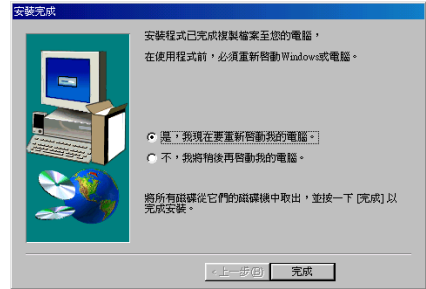 安裝完成
安裝程式已完成複製檔案至您的電腦，
在使用程式前，必須重新啟動Windows或電腦。
是，我現在要重新啟動我的電腦。
不，我將稍後再啟動我的電腦。
將所有磁碟從它們的磁碟機中取出，並按一下 [完成] 以
完成安裝。
<上一步(B)
完成